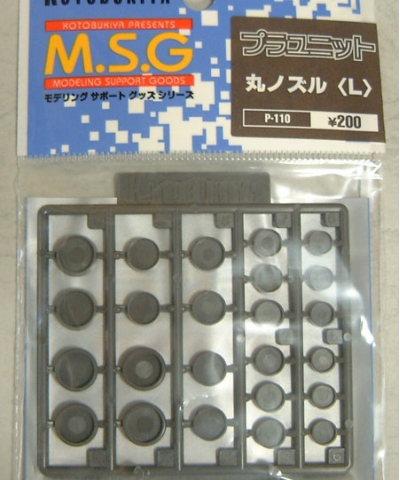 KOTOBUKIYA
KOTOBUKIYA PRESENTS
M.S.G
MODELING SUPPORT GOODS
モデリング サポート グッズ シリーズ
プラユニット
丸ノズル〈L〉
P-110
¥200